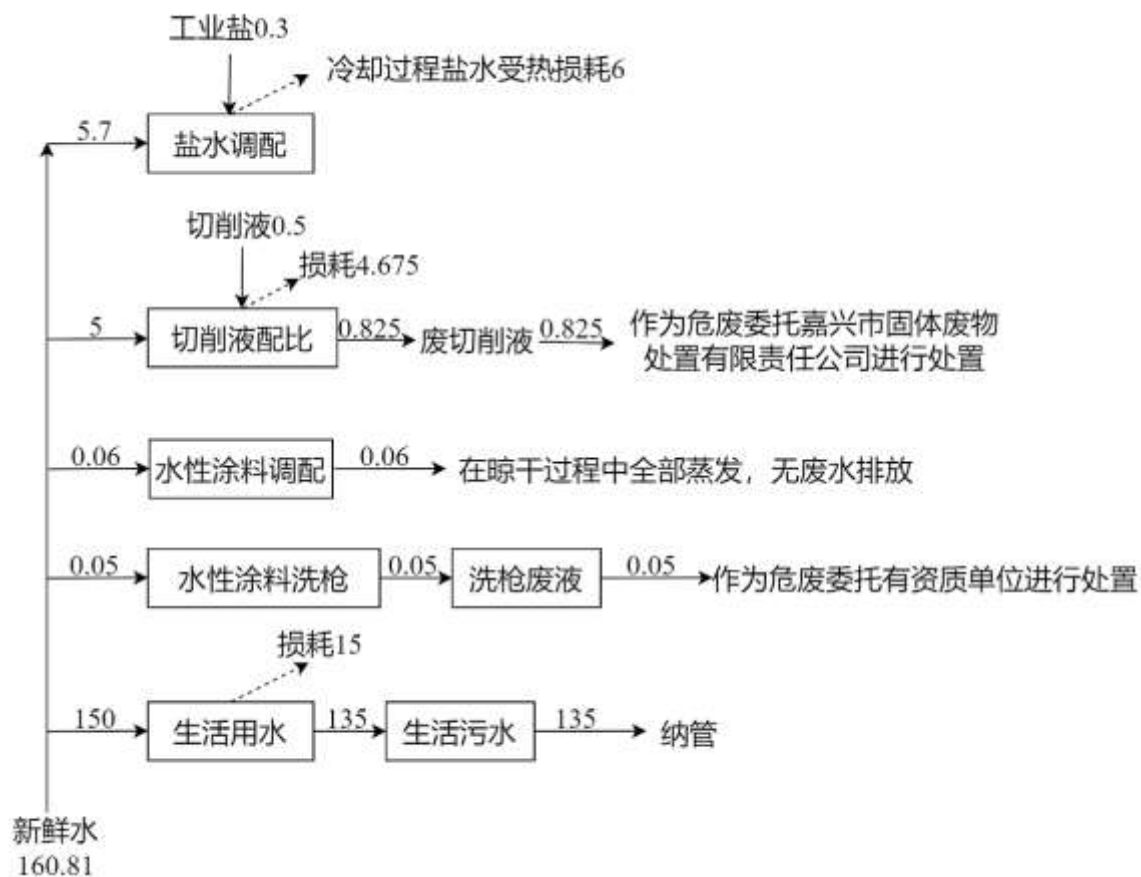 工业盐0.3
冷却过程盐水受热损耗6
5.7
盐水调配
切削液0.5
损耗4.675
5
切削液配比
0.825
废切削液
0.825
作为危废委托嘉兴市固体废物
处置有限责任公司进行处置
0.06
水性涂料调配
0.06
在晾干过程中全部蒸发，无废水排放
0.05
水性涂料洗枪
0.05
洗枪废液
0.05
作为危废委托有资质单位进行处置
损耗15
150
生活用水
135
生活污水
135
纳管
新鲜水
160.81